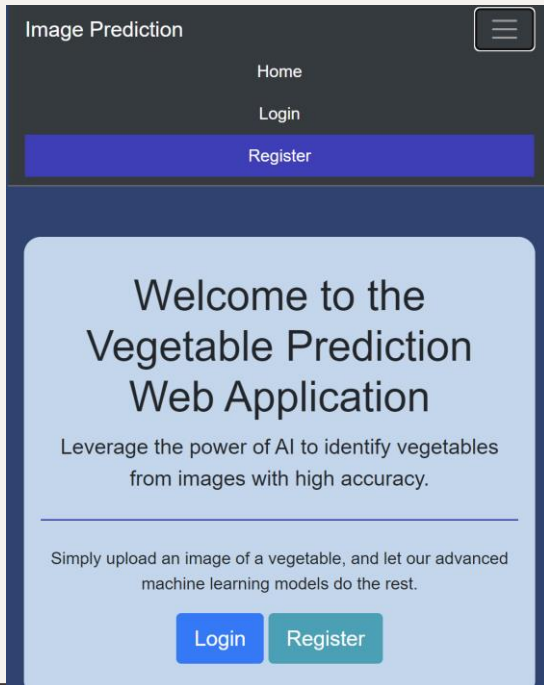 Image Prediction
Home
Login
Register
Welcome to the
Vegetable Prediction
Web Application
Leverage the power of AI to identify vegetables
from images with high accuracy.
Simply upload an image of a vegetable, and let our advanced
machine learning models do the rest.
Login Register